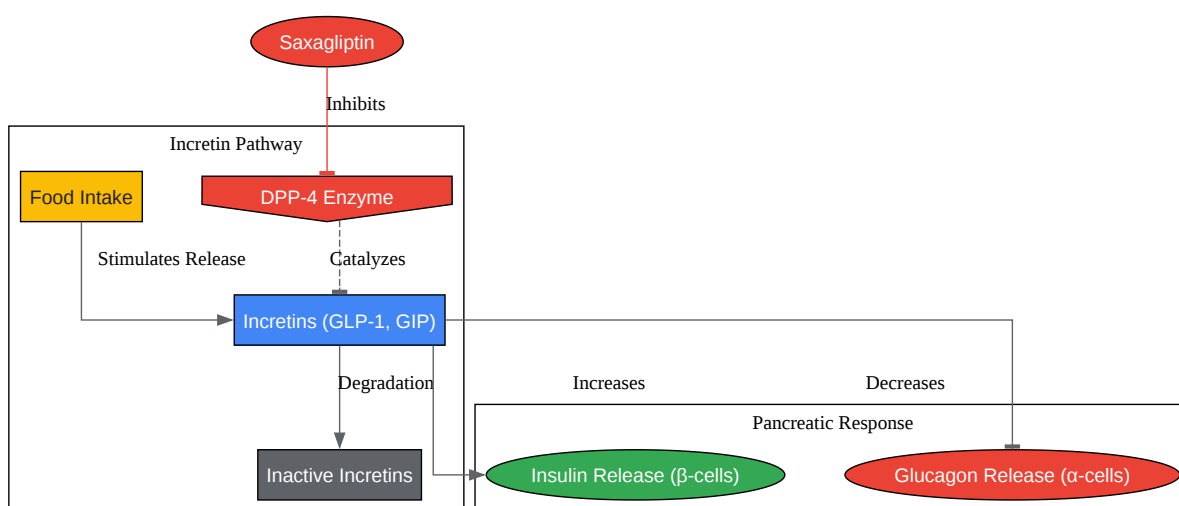 Saxagliptin
Inhibits
Incretin Pathway
Food Intake
DPP-4 Enzyme
Stimulates Release
Catalyzes
Incretins (GLP-1, GIP)
Degradation
Increases
Decreases
Pancreatic Response
Inactive Incretins
Insulin Release (β-cells)
Glucagon Release (α-cells)